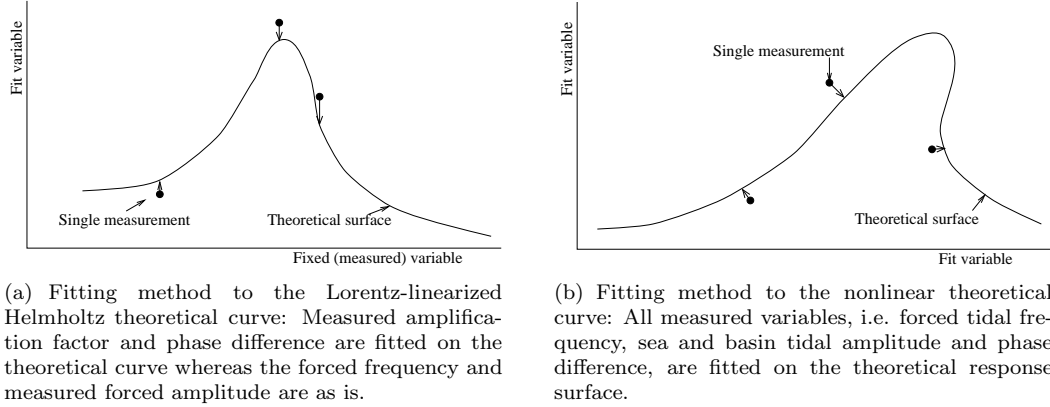 Fit variable
Single measurement
Theoretical surface
Fixed (measured) variable
(a) Fitting method to the Lorentz-linearized
Helmholtz theoretical curve: Measured amplifica-
tion factor and phase difference are fitted on the
theoretical curve whereas the forced frequency and
measured forced amplitude are as is.
Fit variable
Single measurement
Theoretical surface
Fit variable
(b) Fitting method to the nonlinear theoretical
curve: All measured variables, i.e. forced tidal fre-
quency, sea and basin tidal amplitude and phase
difference, are fitted on the theoretical response
surface.